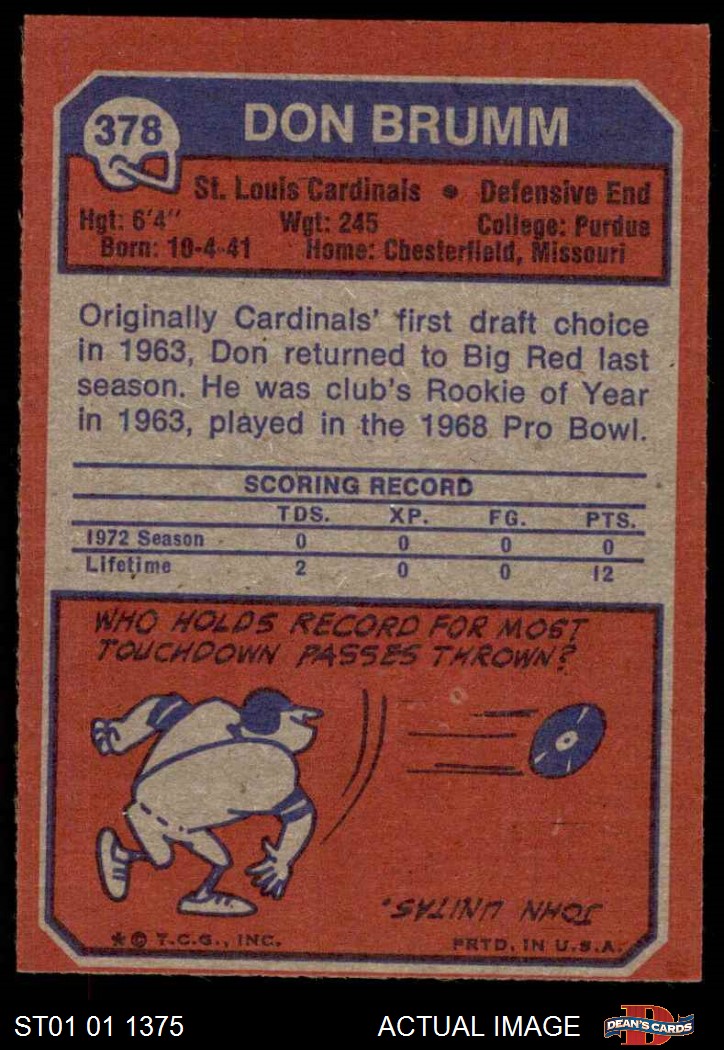 378
DON BRUMM
St. Louis Cardinals • Defensive End
Hgt: 6'4" Wgt: 245 College: Purdue
Born: 10-4-41 Home: Chesterfield, Missouri
Originally Cardinals' first draft choice
in 1963, Don returned to Big Red last
season. He was club's Rookie of Year
in 1963, played in the 1968 Pro Bowl.
SCORING RECORD
TDS. XP. FG. PTS.
1972 Season 0 0 0 0
Lifetime 2 0 0 12
WHO HOLDS RECORD FOR MOST
TOUCHDOWN PASSES THROWN?
JOHN UNITAS.
★ © T.C.G., INC. PRTD. IN U.S.A.
ST01 01 1375 ACTUAL IMAGE D DEAN'S CARDS